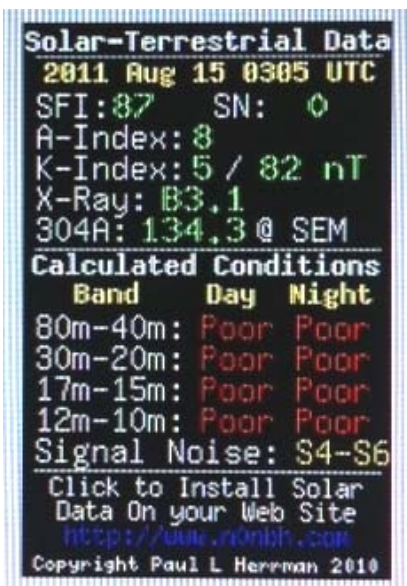 Solar-Terrestrial Data
2011 Aug 15 0305 UTC
SFI:87 SN: 0
A-Index:8
K-Index:5 / 82 nT
X-Ray: B3.1
304A: 134.3 @ SEM
Calculated Conditions
Band Day Night
80m-40m: Poor Poor
30m-20m: Poor Poor
17m-15m: Poor Poor
12m-10m: Poor Poor
Signal Noise: S4-S6
Click to Install Solar
Data On your Web Site
http://www.n0nbh.com
Copyright Paul L Herrman 2010